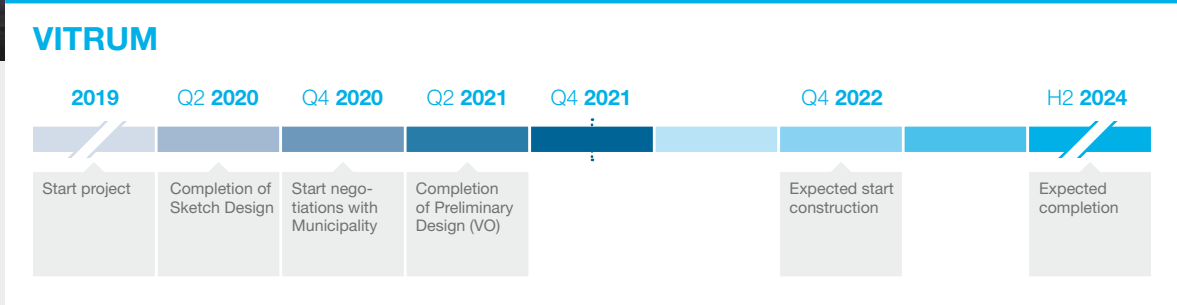 VITRUM
2019
Q2 2020
Q4 2020
Q2 2021
Q4 2021
Q4 2022
H2 2024
Start project
Completion of
Sketch Design
Start nego-
tiations with
Municipality
Completion
of Preliminary
Design (VO)
Expected start
construction
Expected
completion